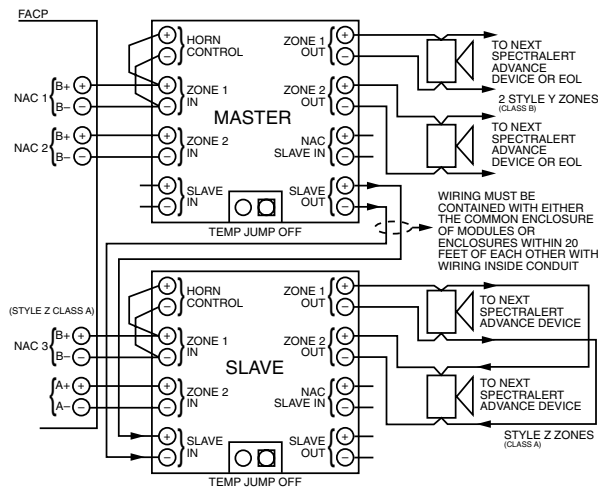 FACP
HORN
CONTROL
ZONE 1
OUT
TO NEXT
SPECTRALERT
ADVANCE
DEVICE OR EOL
NAC 1
B+
B–
ZONE 1
IN
ZONE 2
OUT
2 STYLE Y ZONES
(CLASS B)
MASTER
NAC 2
B+
B–
ZONE 2
IN
NAC
SLAVE IN
TO NEXT
SPECTRALERT
ADVANCE
DEVICE OR EOL
SLAVE
IN
SLAVE
OUT
TEMP JUMP OFF
WIRING MUST BE
CONTAINED WITH EITHER
THE COMMON ENCLOSURE
OF MODULES OR
ENCLOSURES WITHIN 20
FEET OF EACH OTHER WITH
WIRING INSIDE CONDUIT
HORN
CONTROL
ZONE 1
OUT
TO NEXT
SPECTRALERT
ADVANCE DEVICE
(STYLE Z CLASS A)
NAC 3
B+
B–
A+
A–
ZONE 1
IN
ZONE 2
OUT
SLAVE
ZONE 2
IN
NAC
SLAVE IN
TO NEXT
SPECTRALERT
ADVANCE DEVICE
SLAVE
IN
SLAVE
OUT
STYLE Z ZONES
(CLASS A)
TEMP JUMP OFF